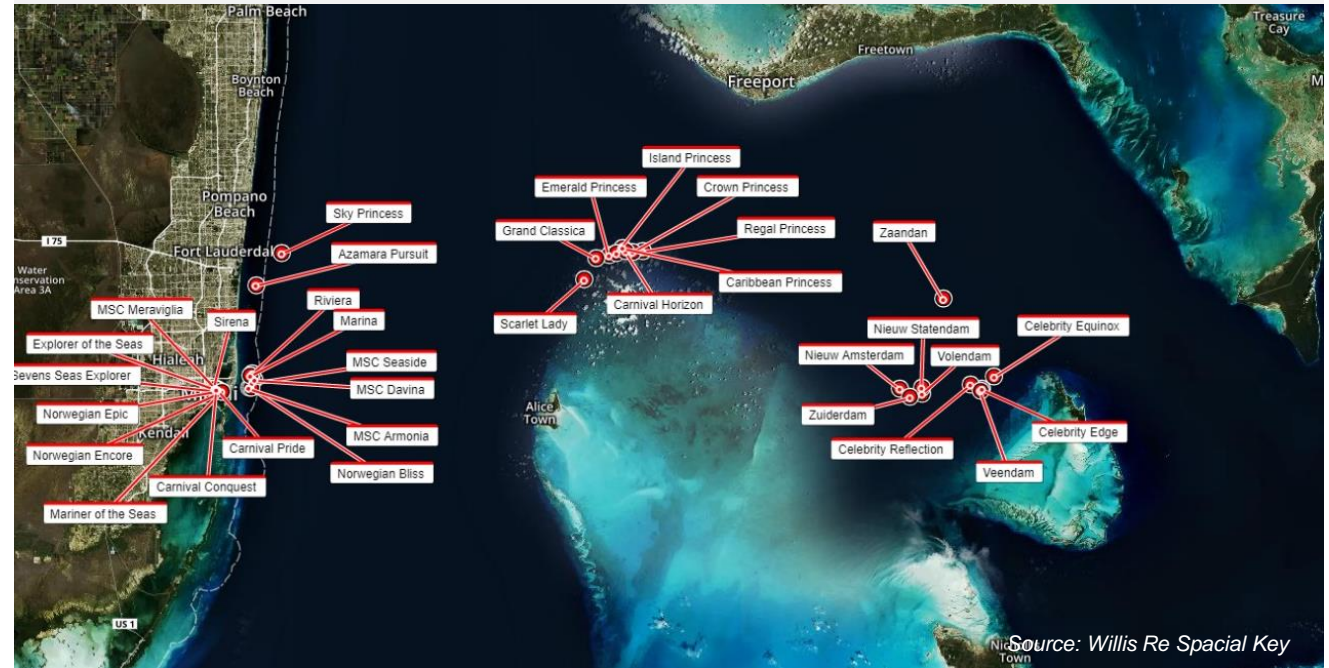 Palm Beach
Treasure
Cay
Freetown
Boynton
Beach
Freeport
Island Princess
Emerald Princess
Crown Princess
Pompano
Beach
Sky Princess
Grand Classica
Regal Princess
Zaandan
I 75
Fort Lauderdal
Azamara Pursuit
Water
Area 3A
Caribbean Princess
Riviera
Carnival Horizon
MSC Meraviglia
Sirena
Marina
Scarlet Lady
Nieuw Statendam
Celebrity Equinox
Explorer of the Seas
Hialeah
MSC Seaside
Nieuw Amsterdam
Volendam
Sevens Seas Explorer
MSC Davina
Norwegian Epic
Alice
Town
Zuiderdam
Kendall
MSC Armonia
Celebrity Edge
Norwegian Encore
Carnival Pride
Celebrity Reflection
Norwegian Bliss
Veendam
Carnival Conquest
Mariner of the Seas
US 1
Source: Willis Re Spacial Key
Town